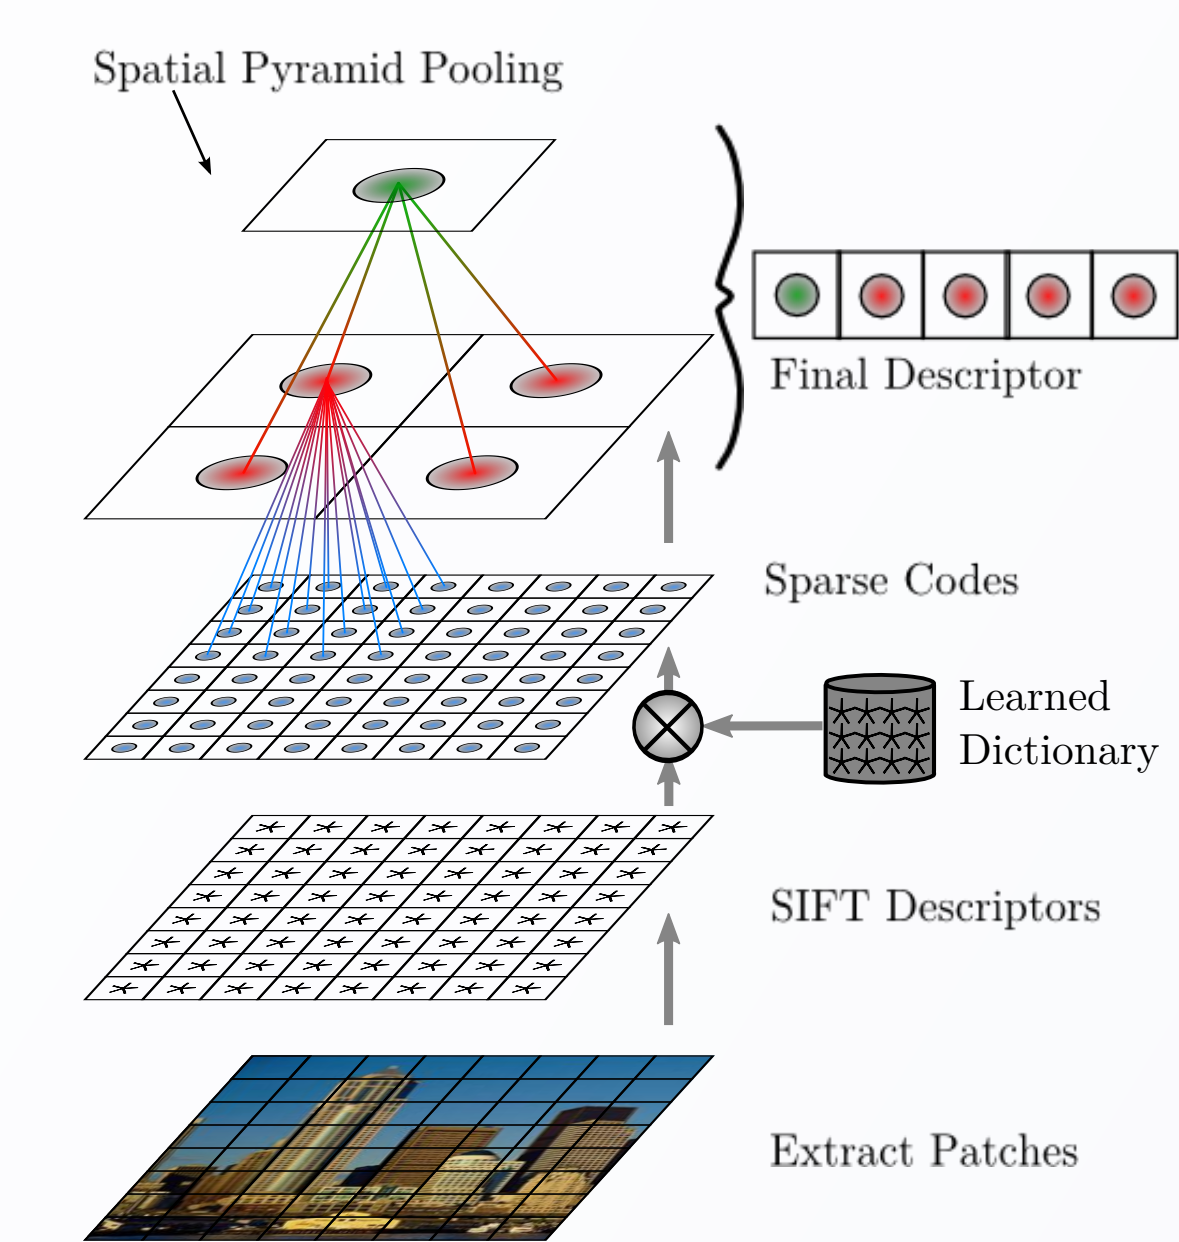 Spatial Pyramid Pooling
Final Descriptor
Sparse Codes
Learned
Dictionary
SIFT Descriptors
Extract Patches